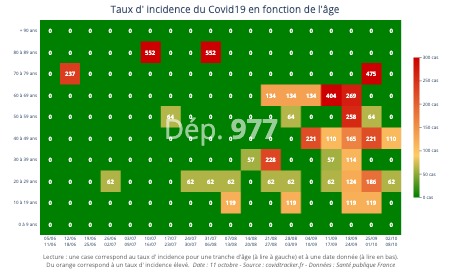 Taux d' incidence du Covid19 en fonction de l'âge
+ 90 ans 0 0 0 0 0 0 0 0 0 0 0 0 0 0 0 0 0 0
80 à 89 ans 0 0 0 0 0 552 0 0 552 0 0 0 0 0 0 0 0 0
70 à 79 ans 0 237 0 0 0 0 0 0 0 0 0 0 0 0 0 0 475 0
60 à 69 ans 0 0 0 0 0 0 0 0 0 0 0 134 134 134 404 269 0 0
50 à 59 ans 0 0 0 0 0 0 64 0 0 0 0 0 64 0 0 258 64 0
40 à 49 ans 0 0 0 0 0 0 0 0 0 0 0 0 0 221 110 165 221 110
30 à 39 ans 0 0 0 0 0 0 0 0 0 0 57 228 0 0 57 114 0 0
20 à 29 ans 0 0 0 62 0 0 0 62 62 62 0 62 0 0 62 124 186 62
10 à 19 ans 0 0 0 0 0 0 0 0 0 119 0 0 119 0 0 119 119 0
0 à 9 ans 0 0 0 0 0 0 0 0 0 0 0 0 0 0 0 0 0 0
Dép. 977
300 cas
250 cas
200 cas
150 cas
100 cas
50 cas
0 cas
05/06 12/06 19/06 26/06 03/07 10/07 17/07 24/07 31/07 07/08 14/08 21/08 28/08 04/09 11/09 18/09 25/09 02/10
11/06 18/06 25/06 02/07 09/07 16/07 23/07 30/07 06/08 13/08 20/08 27/08 03/09 10/09 17/09 24/09 01/10 08/10
Lecture : une case correspond au taux d' incidence pour une tranche d'âge (à lire à gauche) et à une date donnée (à lire en bas).
Du orange correspond à un taux d' incidence élevé. Date : 11 octobre - Source : covidtracker.fr - Données : Santé publique France